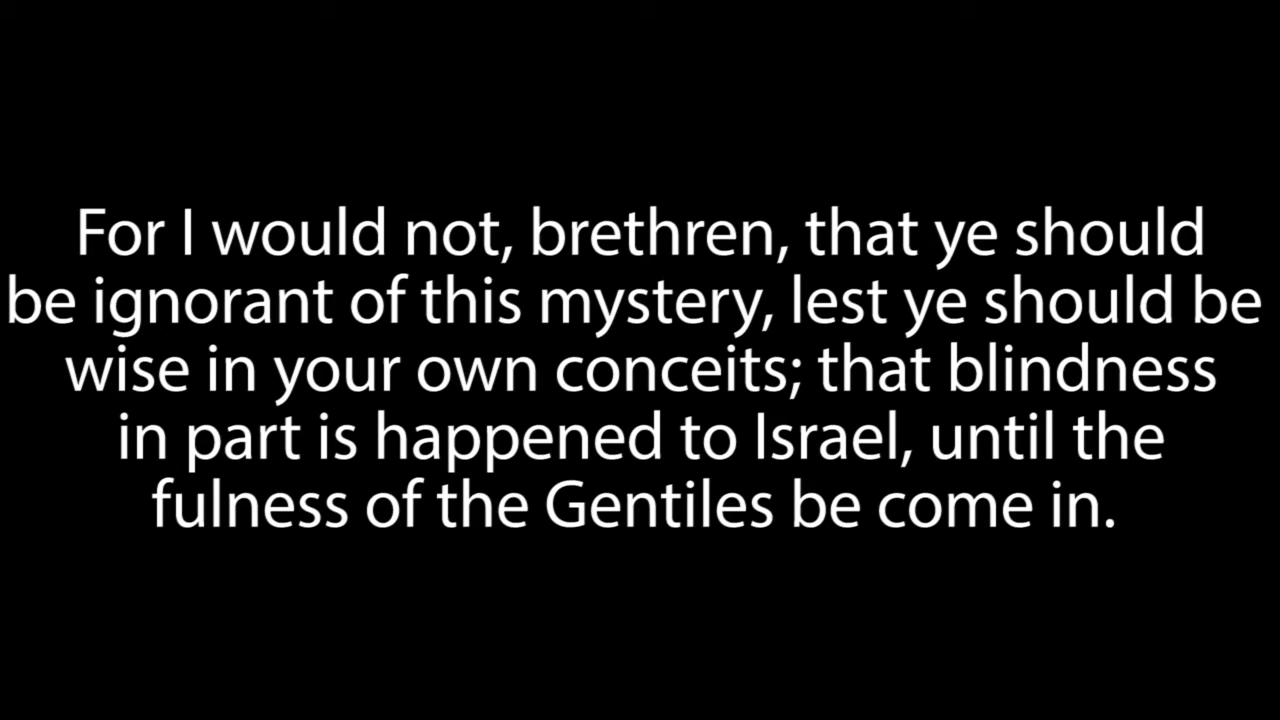 For I would not, brethren, that ye should
be ignorant of this mystery, lest ye should be
wise in your own conceits; that blindness
in part is happened to Israel, until the
fulness of the Gentiles be come in.